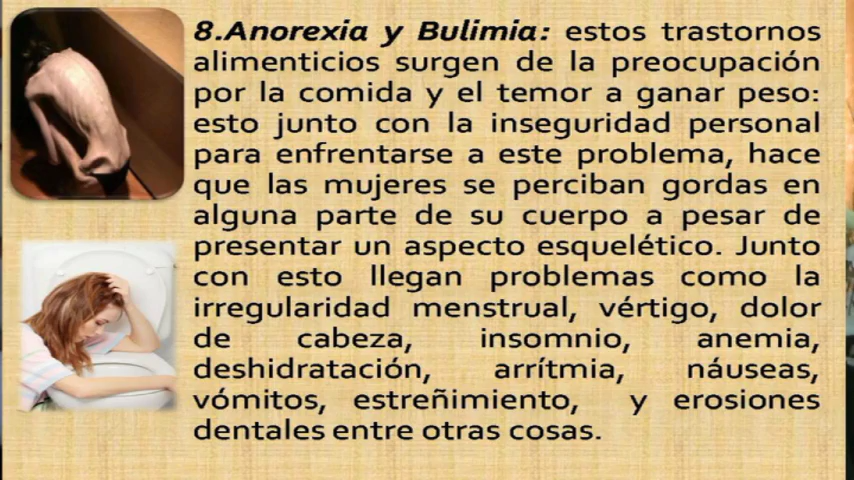 8.Anorexia y Bulimia: estos trastornos
alimenticios surgen de la preocupación
por la comida y el temor a ganar peso:
esto junto con la inseguridad personal
para enfrentarse a este problema, hace
que las mujeres se perciban gordas en
alguna parte de su cuerpo a pesar de
presentar un aspecto esquelético. Junto
con esto llegan problemas como la
irregularidad menstrual, vértigo, dolor
de cabeza, insomnio, anemia,
deshidratación, arrítmia, náuseas,
vómitos, estreñimiento, y erosiones
dentales entre otras cosas.